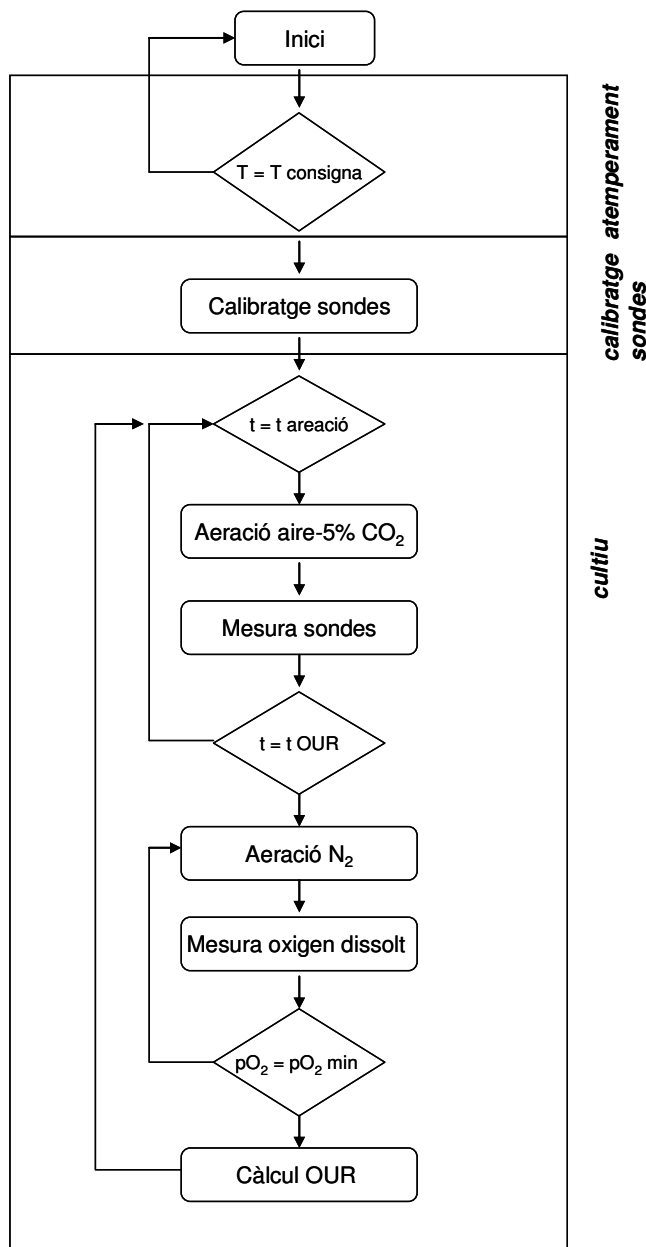 Inici
T = T consigna
atemperament
Calibratge sondes
calibratge
sondes
t = t areació
Aeració aire-5% CO₂
cultiu
Mesura sondes
t = t OUR
Aeració N₂
Mesura oxigen dissolt
pO₂ = pO₂ min
Càlcul OUR